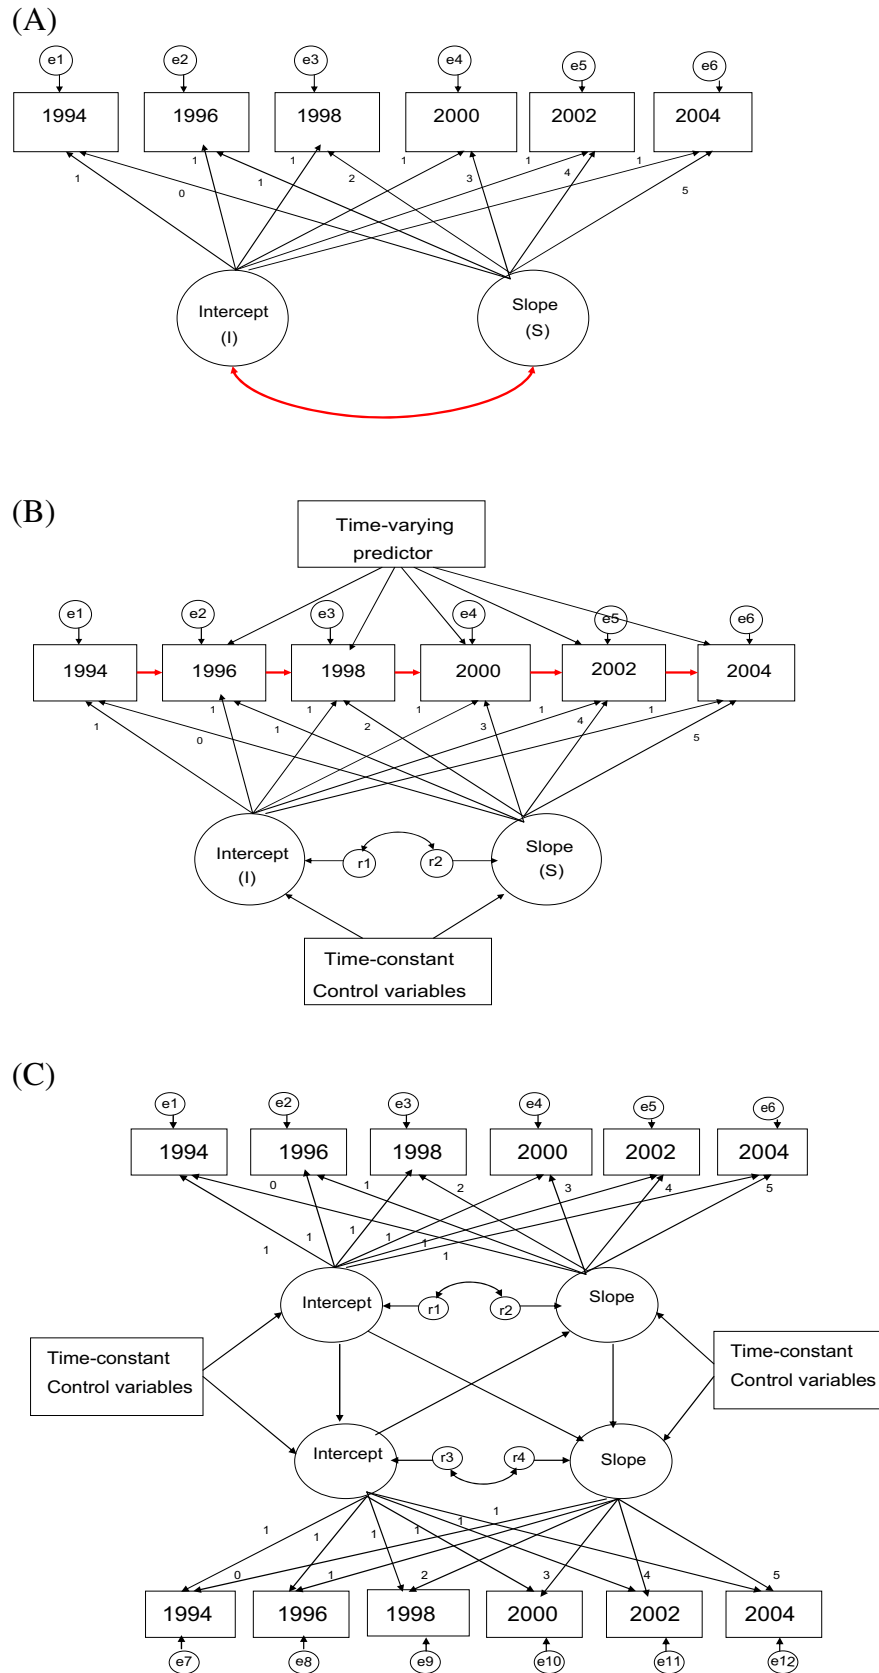 (A)
e1 e2 e3 e4 e5 e6
1994 1996 1998 2000 2002 2004
1 1 1 1 1 1
0 1 2 3 4 5
Intercept
(I)
Slope
(S)
(B)
Time-varying
predictor
e1 e2 e3 e4 e5 e6
1994 1996 1998 2000 2002 2004
1 1 1 1 1 1
0 1 2 3 4 5
Intercept
(I)
r1 r2
Slope
(S)
Time-constant
Control variables
(C)
e1 e2 e3 e4 e5 e6
1994 1996 1998 2000 2002 2004
0 1 2 3 4 5
1 1 1 1 1 1
Intercept r1 r2 Slope
Time-constant
Control variables
Time-constant
Control variables
Intercept r3 r4 Slope
1 1 1 1 1 1
0 1 2 3 4 5
1994 1996 1998 2000 2002 2004
e7 e8 e9 e10 e11 e12